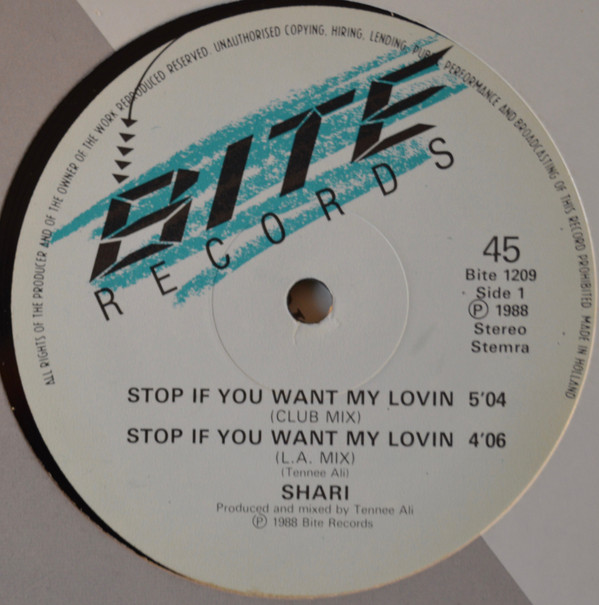 ALL RIGHTS OF THE PRODUCER AND OF THE OWNER OF THE WORK REPRODUCED RESERVED. UNAUTHORISED COPYING, HIRING, LENDING, PUBLIC PERFORMANCE AND BROADCASTING OF THIS RECORD PROHIBITED MADE IN HOLLAND
BITE
RECORDS
45
Bite 1209
Side 1
Ⓟ 1988
Stereo
Stemra
STOP IF YOU WANT MY LOVIN 5'04
(CLUB MIX)
STOP IF YOU WANT MY LOVIN 4'06
(L.A. MIX)
(Tennee Ali)
SHARI
Produced and mixed by Tennee Ali
Ⓟ 1988 Bite Records